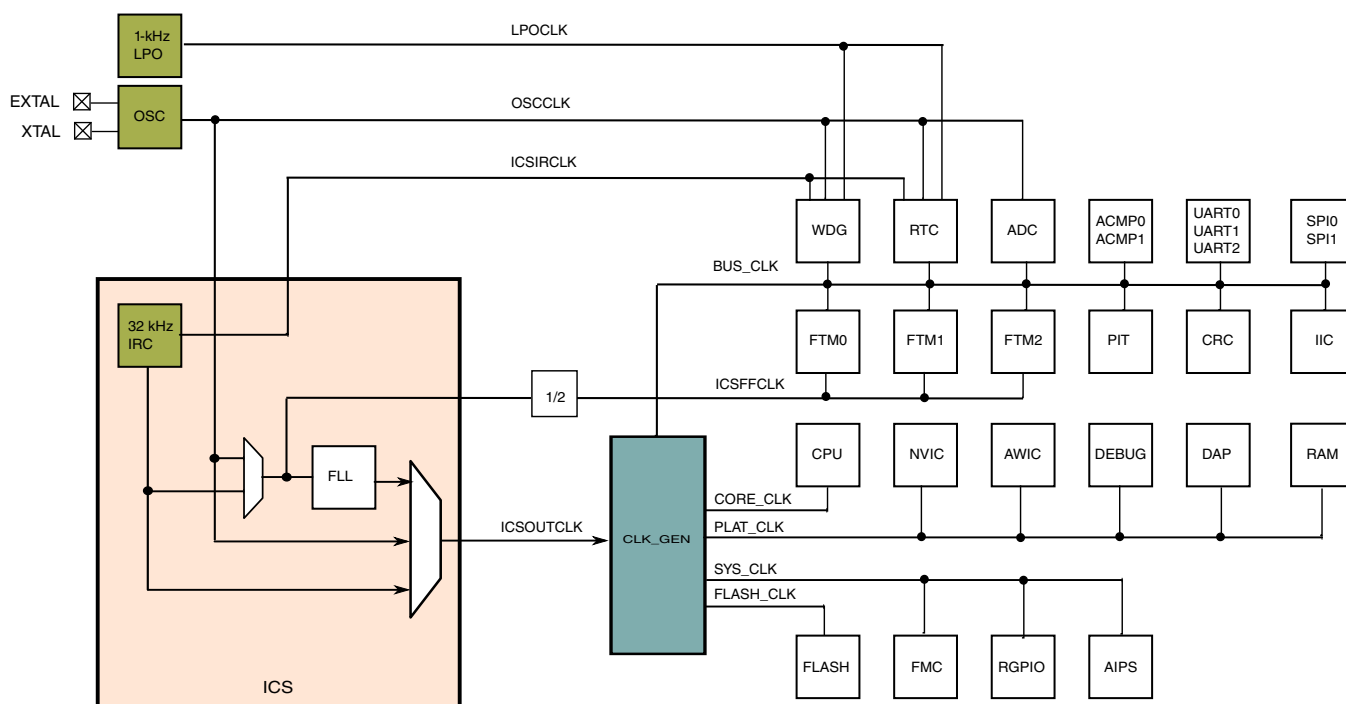 1-kHz
LPO
LPOCLK
EXTAL
XTAL
OSC
OSCCLK
ICSIRCLK
WDG
RTC
ADC
ACMP0
ACMP1
UART0
UART1
UART2
SPI0
SPI1
BUS_CLK
32 kHz
IRC
FTM0
FTM1
FTM2
PIT
CRC
IIC
ICSFFCLK
1/2
FLL
CPU
NVIC
AWIC
DEBUG
DAP
RAM
CORE_CLK
PLAT_CLK
ICSOUTCLK
CLK_GEN
SYS_CLK
FLASH_CLK
FLASH
FMC
RGPIO
AIPS
ICS